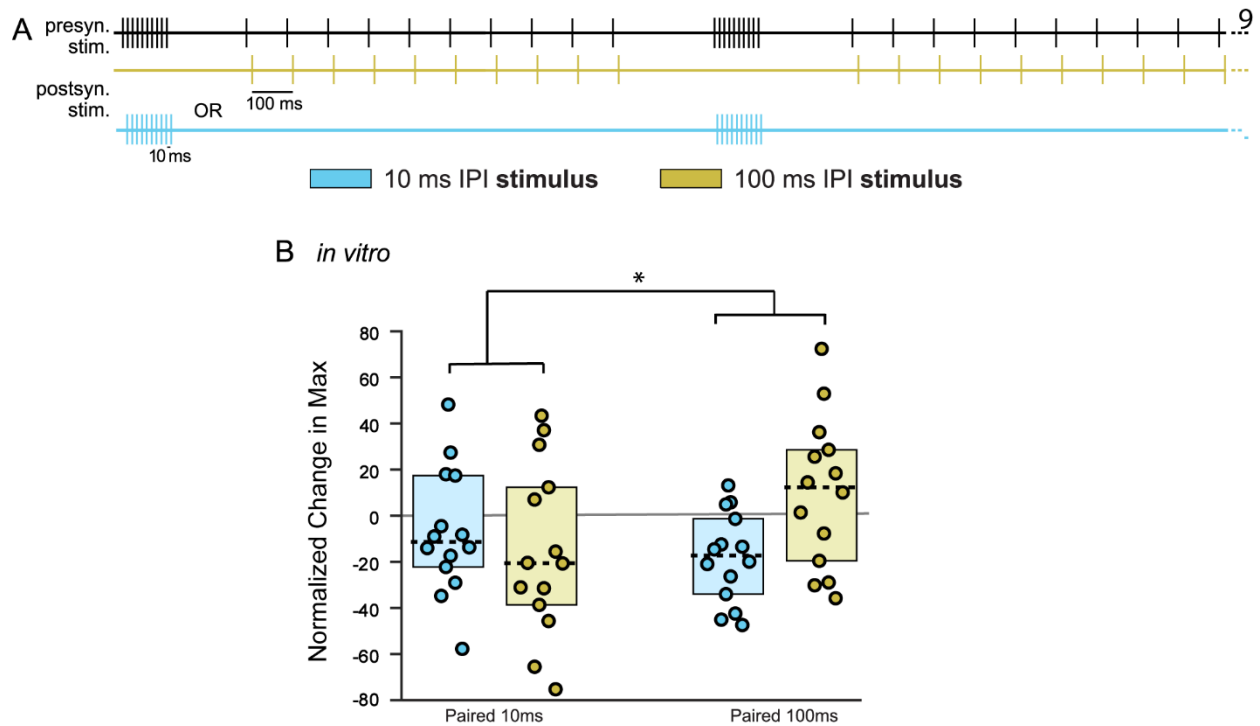 9
A
presyn.
stim.
postsyn.
stim.
100 ms
OR
10 ms
10 ms IPI stimulus
100 ms IPI stimulus
B in vitro
*
Normalized Change in Max
80
60
40
20
0
-20
-40
-60
-80
Paired 10ms
Paired 100ms